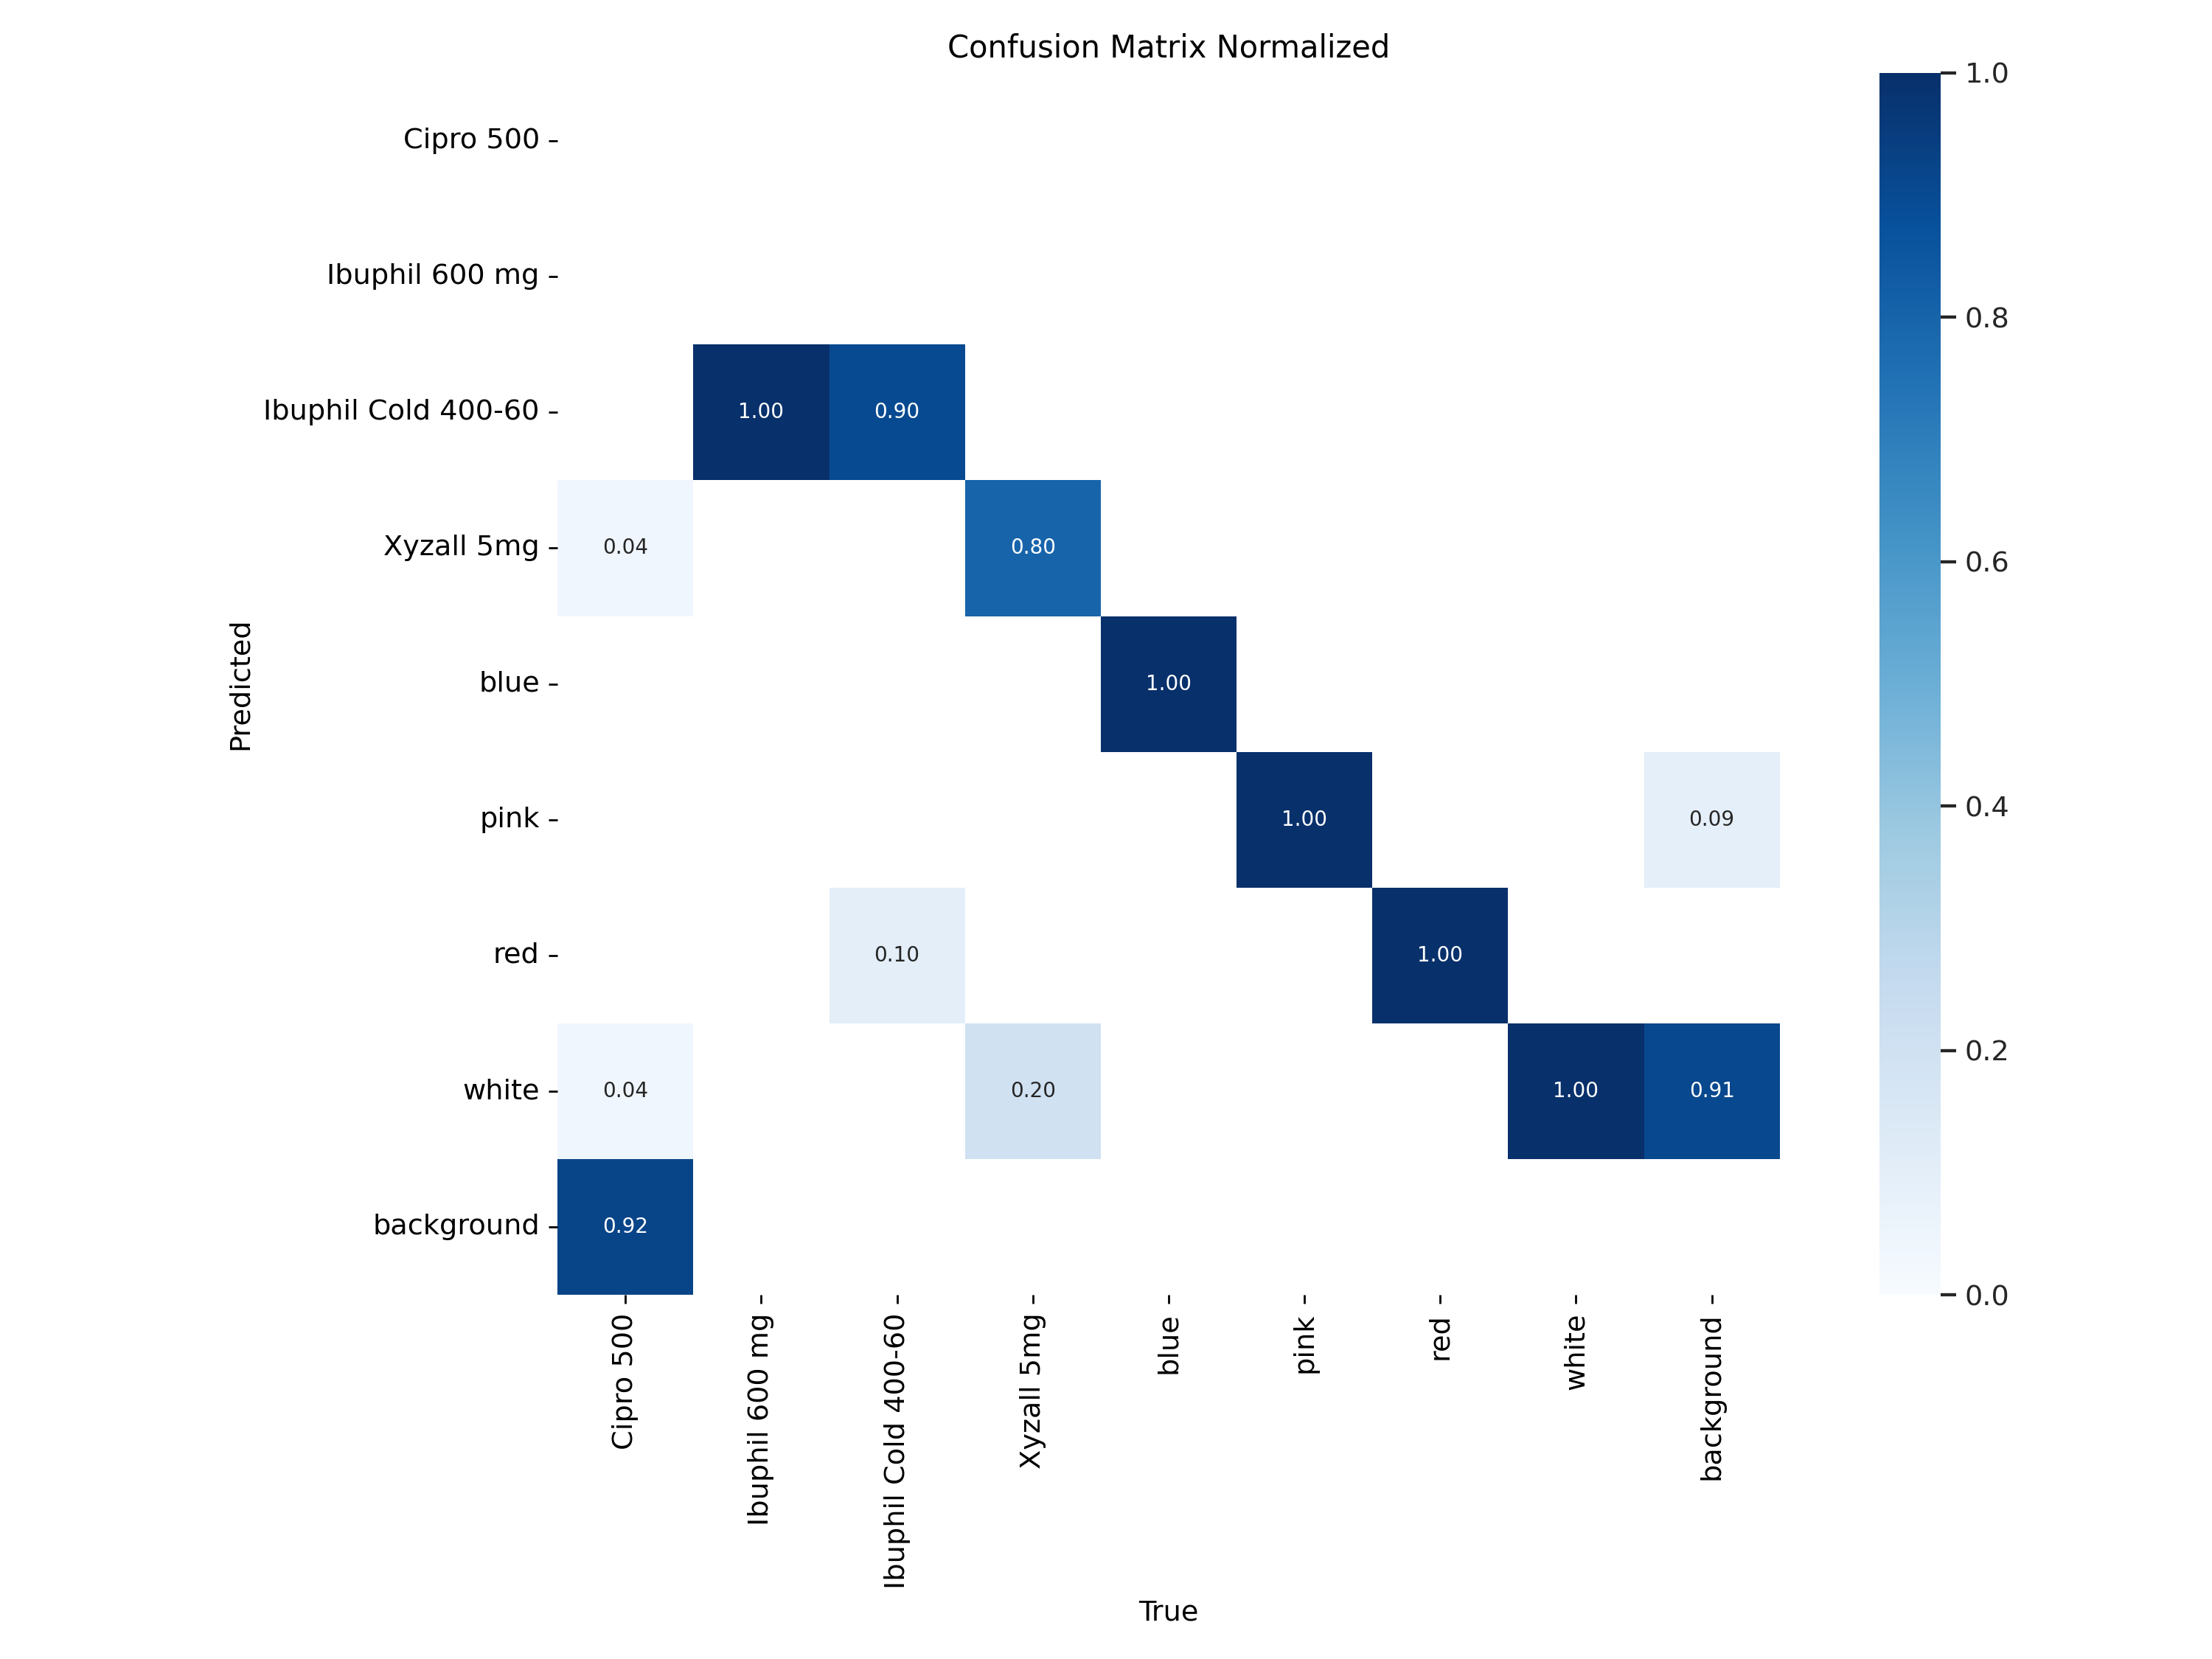 Confusion Matrix Normalized
Cipro 500
Ibuphil 600 mg
Ibuphil Cold 400-60
1.00 0.90
Xyzall 5mg
0.04 0.80
blue
1.00
pink
1.00 0.09
red
0.10 1.00
white
0.04 0.20 1.00 0.91
background
0.92
Predicted
Cipro 500
Ibuphil 600 mg
Ibuphil Cold 400-60
Xyzall 5mg
blue
pink
red
white
background
True
1.0
0.8
0.6
0.4
0.2
0.0